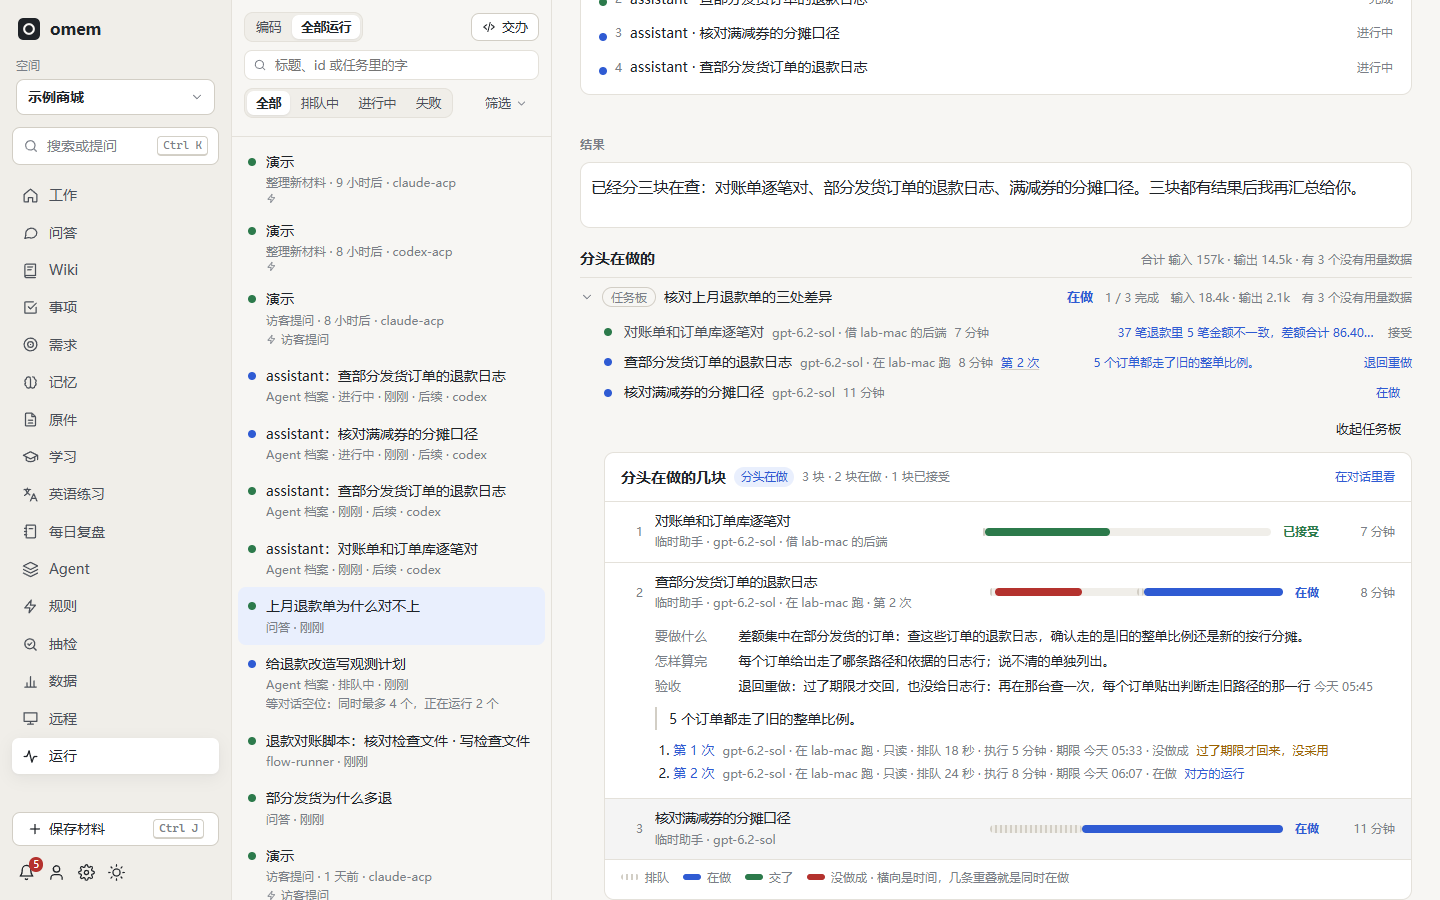 omem
空间
示例商城
搜索或提问 Ctrl K
工作
问答
Wiki
事项
需求
记忆
原件
学习
英语练习
每日复盘
Agent
规则
抽检
数据
远程
运行
保存材料 Ctrl J
5
编码 全部运行 交办
标题、id 或任务里的字
全部 排队中 进行中 失败 筛选
演示
整理新材料 · 9 小时后 · claude-acp
演示
整理新材料 · 8 小时后 · codex-acp
演示
访客提问 · 8 小时后 · claude-acp
访客提问
assistant：查部分发货订单的退款日志
Agent 档案 · 进行中 · 刚刚 · 后续 · codex
assistant：核对满减券的分摊口径
Agent 档案 · 进行中 · 刚刚 · 后续 · codex
assistant：查部分发货订单的退款日志
Agent 档案 · 刚刚 · 后续 · codex
assistant：对账单和订单库逐笔对
Agent 档案 · 刚刚 · 后续 · codex
上月退款单为什么对不上
问答 · 刚刚
给退款改造写观测计划
Agent 档案 · 排队中 · 刚刚
等对话空位：同时最多 4 个，正在运行 2 个
退款对账脚本：核对检查文件 · 写检查文件
flow-runner · 刚刚
部分发货为什么多退
问答 · 刚刚
演示
访客提问 · 1 天前 · claude-acp
访客提问
2 assistant · 查部分发货订单的退款日志 完成
3 assistant · 核对满减券的分摊口径 进行中
4 assistant · 查部分发货订单的退款日志 进行中
结果
已经分三块在查：对账单逐笔对、部分发货订单的退款日志、满减券的分摊口径。三块都有结果后我再汇总给你。
分头在做的 合计 输入 157k · 输出 14.5k · 有 3 个没有用量数据
任务板 核对上月退款单的三处差异 在做 1 / 3 完成 输入 18.4k · 输出 2.1k 有 3 个没有用量数据
对账单和订单库逐笔对 gpt-6.2-sol · 借 lab-mac 的后端 7 分钟 37 笔退款里 5 笔金额不一致，差额合计 86.40... 接受
查部分发货订单的退款日志 gpt-6.2-sol · 在 lab-mac 跑 8 分钟 第 2 次 5 个订单都走了旧的整单比例。 退回重做
核对满减券的分摊口径 gpt-6.2-sol 11 分钟 在做
收起任务板
分头在做的几块 分头在做 3 块 · 2 块在做 · 1 块已接受 在对话里看
1 对账单和订单库逐笔对 已接受 7 分钟
临时助手 · gpt-6.2-sol · 借 lab-mac 的后端
2 查部分发货订单的退款日志 在做 8 分钟
临时助手 · gpt-6.2-sol · 在 lab-mac 跑 · 第 2 次
要做什么 差额集中在部分发货的订单：查这些订单的退款日志，确认走的是旧的整单比例还是新的按行分摊。
怎样算完 每个订单给出走了哪条路径和依据的日志行；说不清的单独列出。
验收 退回重做：过了期限才交回，也没给日志行：再在那台查一次，每个订单贴出判断走旧路径的那一行 今天 05:45
5 个订单都走了旧的整单比例。
1. 第 1 次 gpt-6.2-sol · 在 lab-mac 跑 · 只读 · 排队 18 秒 · 执行 5 分钟 · 期限 今天 05:33 · 没做成 过了期限才回来，没采用
2. 第 2 次 gpt-6.2-sol · 在 lab-mac 跑 · 只读 · 排队 24 秒 · 执行 8 分钟 · 期限 今天 06:07 · 在做 对方的运行
3 核对满减券的分摊口径 在做 11 分钟
临时助手 · gpt-6.2-sol
排队 在做 交了 没做成 · 横向是时间，几条重叠就是同时在做